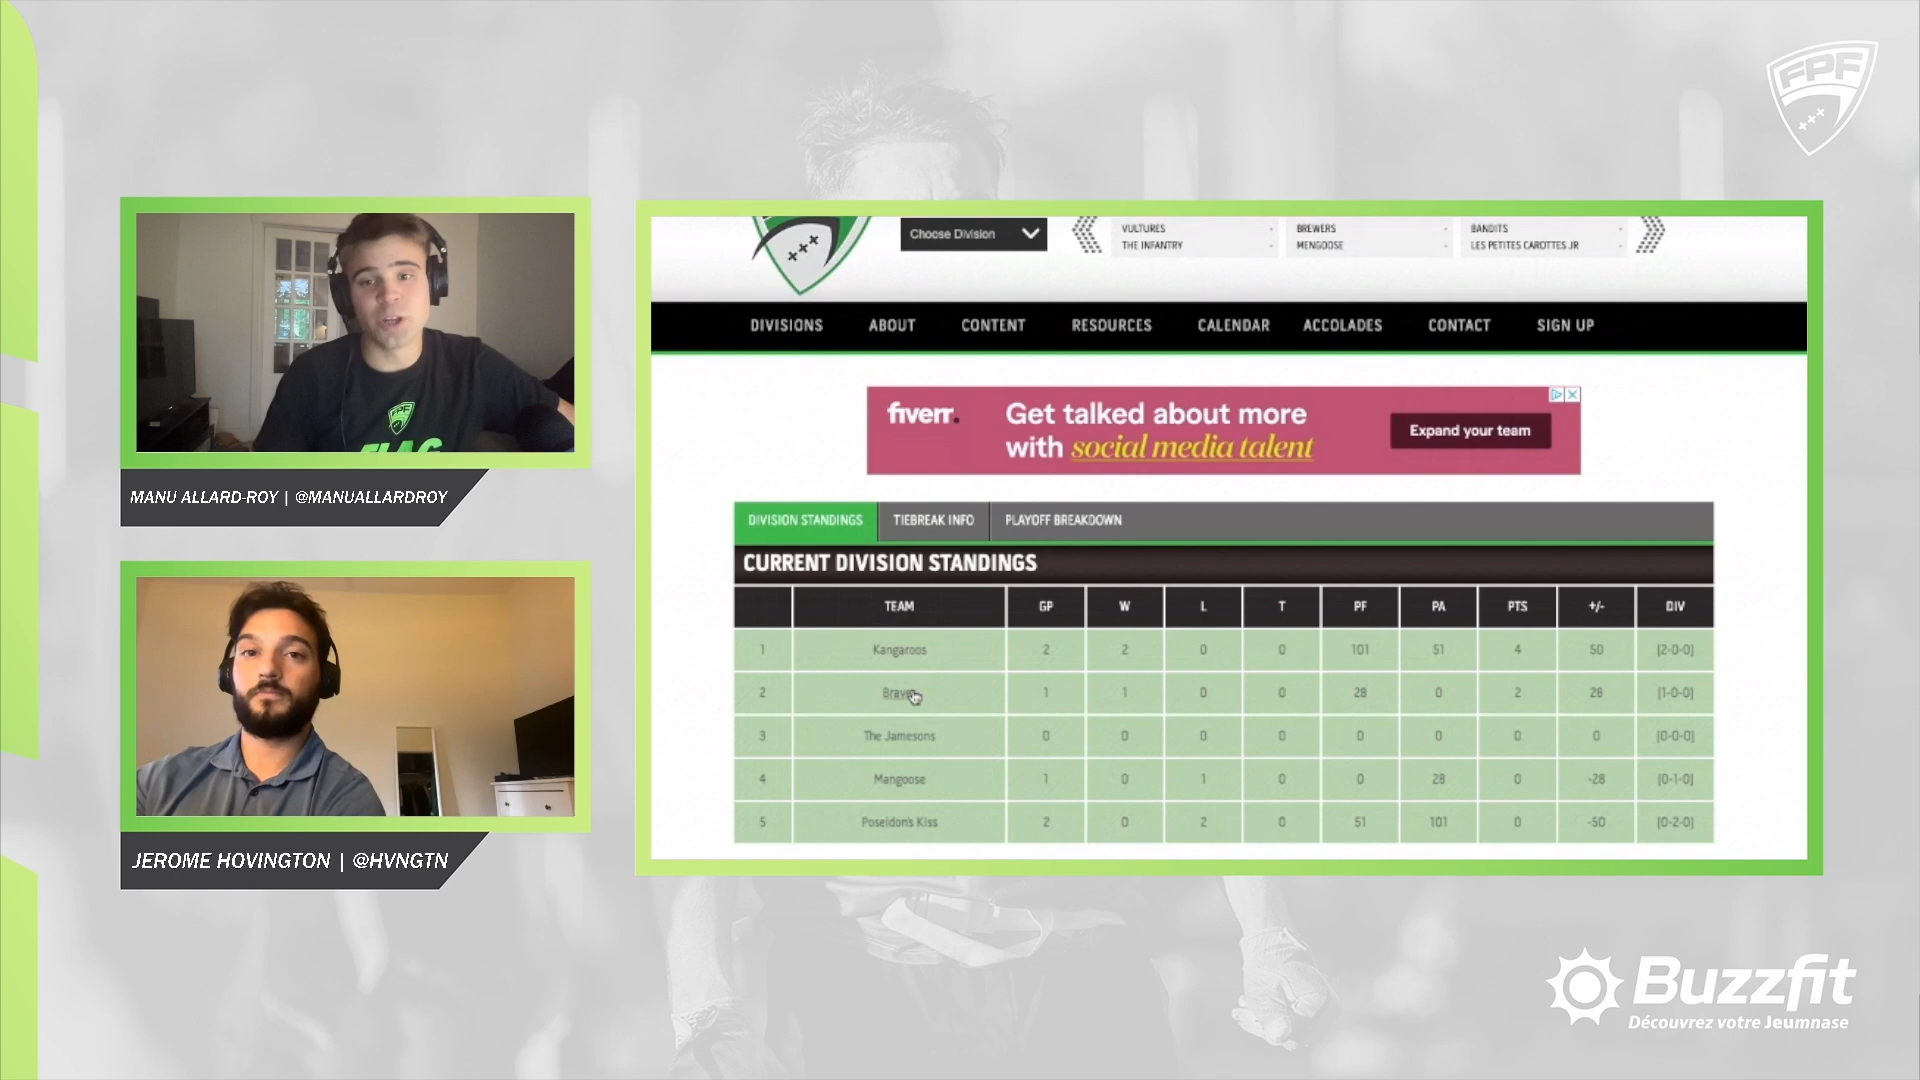 FPF
FPF
FLAG
MANU ALLARD-ROY | @MANUALLARDROY
JEROME HOVINGTON | @HVNGTN
Choose Division
VULTURES -
THE INFANTRY -
BREWERS -
MENGOOSE -
BANDITS -
LES PETITES CAROTTES JR -
DIVISIONS ABOUT CONTENT RESOURCES CALENDAR ACCOLADES CONTACT SIGN UP
fiverr.
Get talked about more
with social media talent
Expand your team
DIVISION STANDINGS TIEBREAK INFO PLAYOFF BREAKDOWN
CURRENT DIVISION STANDINGS
TEAM GP W L T PF PA PTS +/- DIV
1 Kangaroos 2 2 0 0 101 51 4 50 [2-0-0]
2 Braves 1 1 0 0 28 0 2 28 [1-0-0]
3 The Jamesons 0 0 0 0 0 0 0 0 [0-0-0]
4 Mangoose 1 0 1 0 0 28 0 -28 [0-1-0]
5 Poseidon's Kiss 2 0 2 0 51 101 0 -50 [0-2-0]
Buzzfit
Découvrez votre Jeumnase